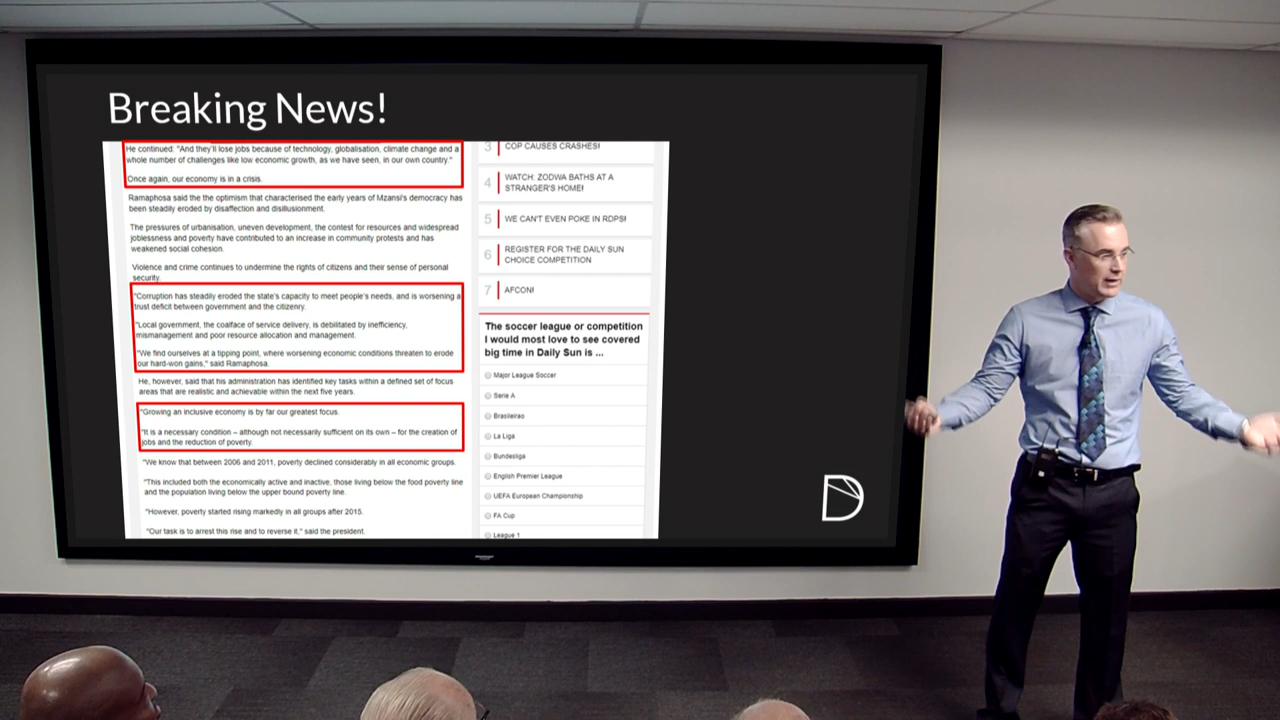 Breaking News!
He continued: "And they'll lose jobs because of technology, globalisation, climate change and a
whole number of challenges like low economic growth, as we have seen, in our own country."
Once again, our economy is in a crisis.
Ramaphosa said the the optimism that characterised the early years of Mzansi's democracy has
been steadily eroded by disaffection and disillusionment.
The pressures of urbanisation, uneven development, the contest for resources and widespread
joblessness and poverty have contributed to an increase in community protests and has
weakened social cohesion.
Violence and crime continues to undermine the rights of citizens and their sense of personal
security.
"Corruption has steadily eroded the state's capacity to meet people's needs, and is worsening a
trust deficit between government and the citizenry.
"Local government, the coalface of service delivery, is debilitated by inefficiency,
mismanagement and poor resource allocation and management.
"We find ourselves at a tipping point, where worsening economic conditions threaten to erode
our hard-won gains," said Ramaphosa.
He, however, said that his administration has identified key tasks within a defined set of focus
areas that are realistic and achievable within the next five years.
"Growing an inclusive economy is by far our greatest focus.
"It is a necessary condition – although not necessarily sufficient on its own – for the creation of
jobs and the reduction of poverty.
"We know that between 2006 and 2011, poverty declined considerably in all economic groups.
"This included both the economically active and inactive, those living below the food poverty line
and the population living below the upper bound poverty line.
"However, poverty started rising markedly in all groups after 2015.
"Our task is to arrest this rise and to reverse it," said the president.
3 COP CAUSES CRASHES!
4 WATCH: ZODWA BATHS AT A
STRANGER'S HOME!
5 WE CAN'T EVEN POKE IN RDPS!
6 REGISTER FOR THE DAILY SUN
CHOICE COMPETITION
7 AFCON!
The soccer league or competition
I would most love to see covered
big time in Daily Sun is ...
Major League Soccer
Serie A
Brasileirao
La Liga
Bundesliga
English Premier League
UEFA European Championship
FA Cup
League 1